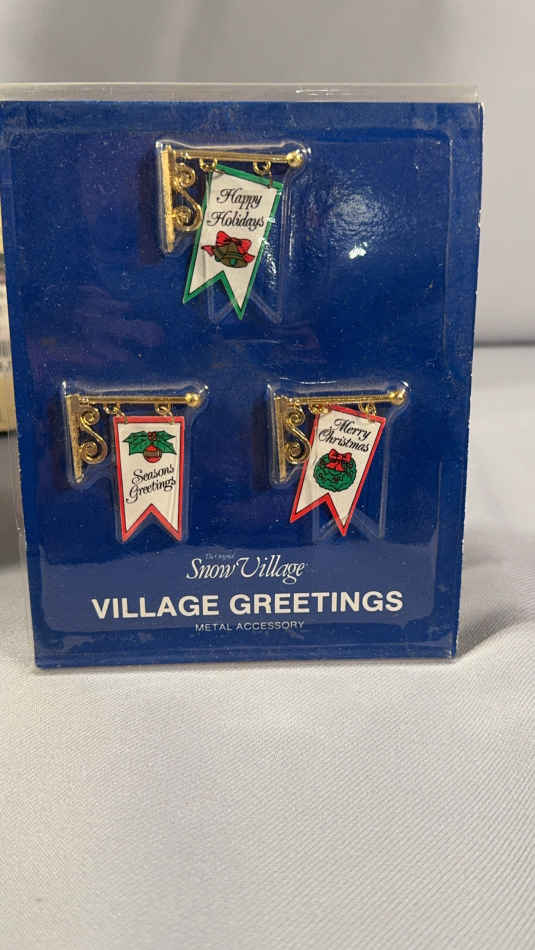 Happy
Holidays
Seasons
Greetings
Merry
Christmas
The Original
Snow Village
VILLAGE GREETINGS
METAL ACCESSORY